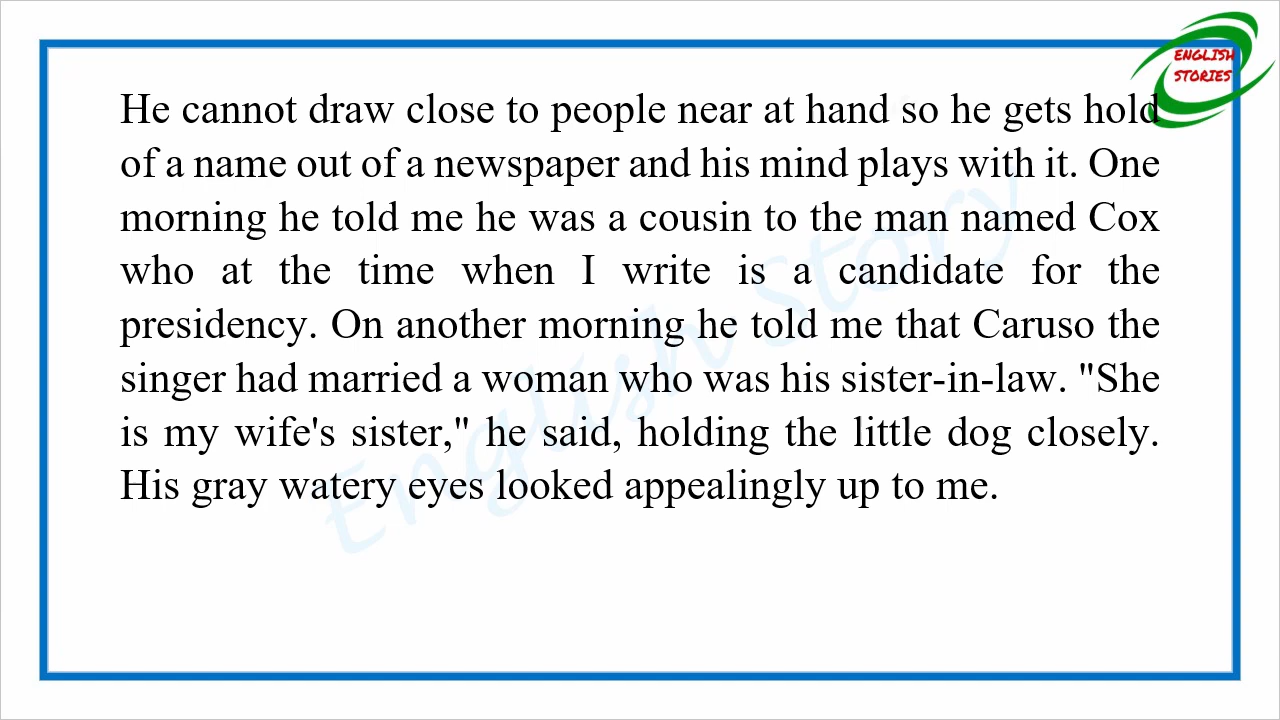 ENGLISH
STORIES
He cannot draw close to people near at hand so he gets hold
of a name out of a newspaper and his mind plays with it. One
morning he told me he was a cousin to the man named Cox
who at the time when I write is a candidate for the
presidency. On another morning he told me that Caruso the
singer had married a woman who was his sister-in-law. "She
is my wife's sister," he said, holding the little dog closely.
His gray watery eyes looked appealingly up to me.
English Story